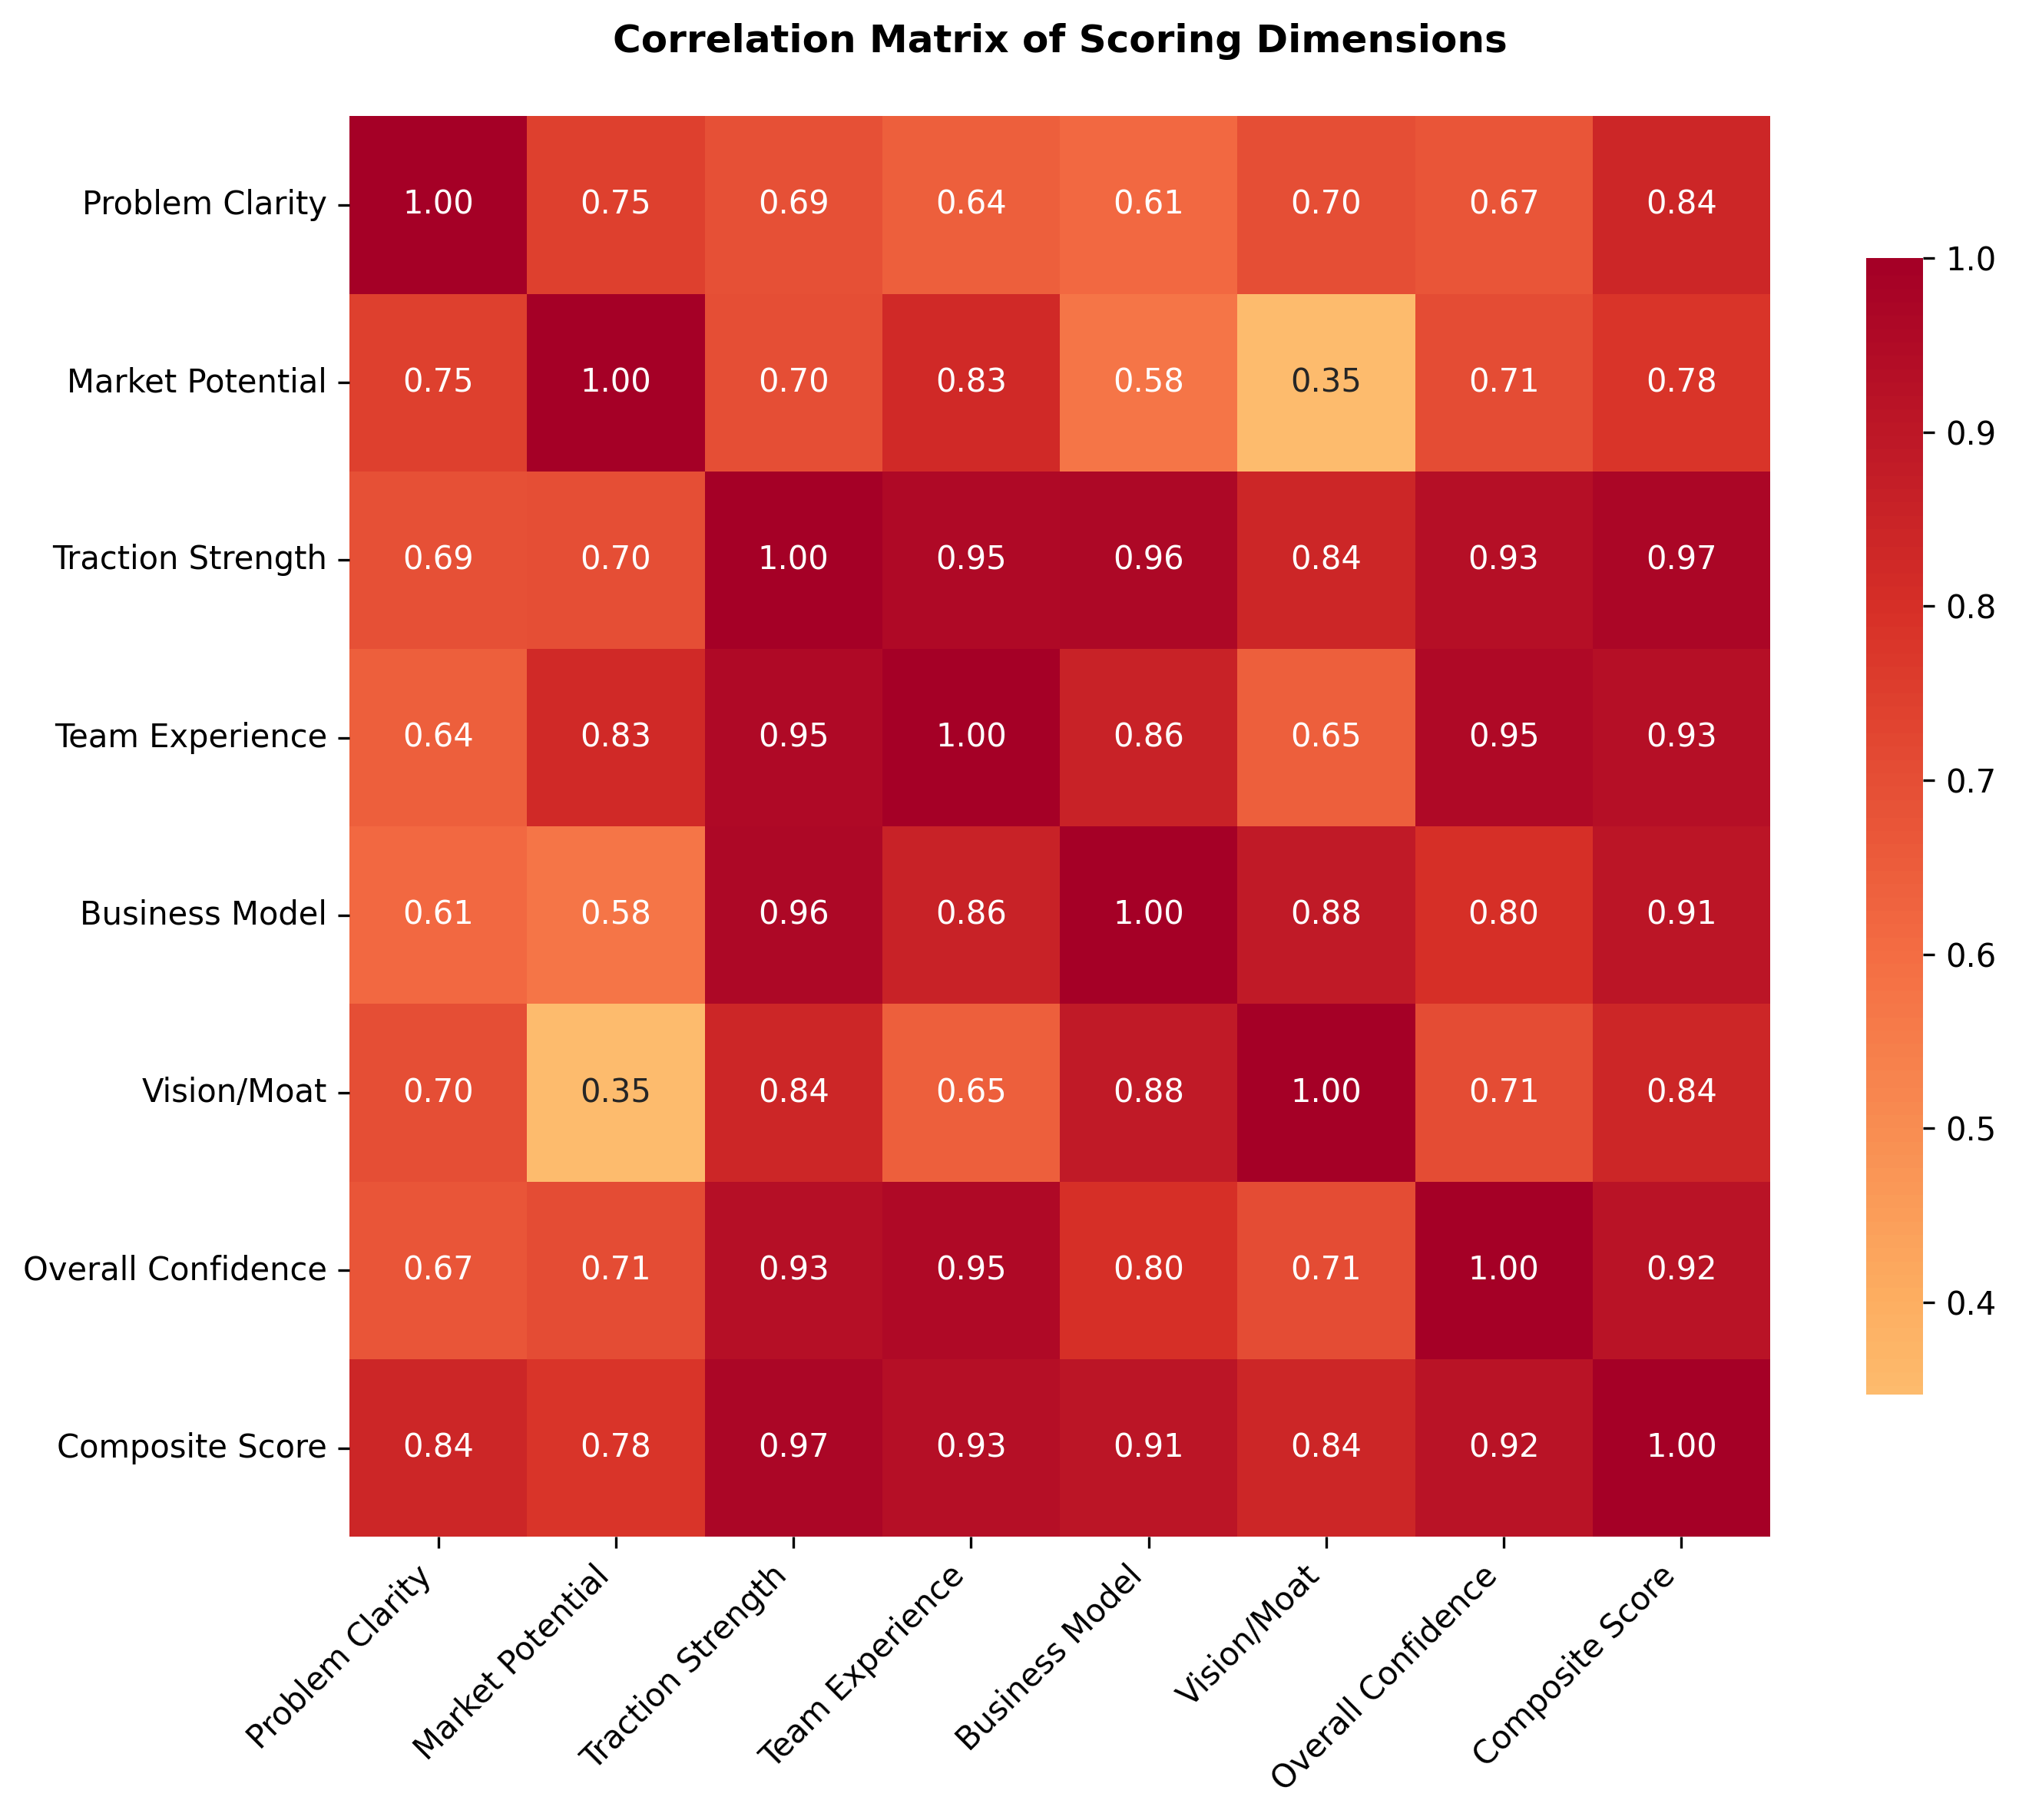 Correlation Matrix of Scoring Dimensions
Problem Clarity 1.00 0.75 0.69 0.64 0.61 0.70 0.67 0.84
Market Potential 0.75 1.00 0.70 0.83 0.58 0.35 0.71 0.78
Traction Strength 0.69 0.70 1.00 0.95 0.96 0.84 0.93 0.97
Team Experience 0.64 0.83 0.95 1.00 0.86 0.65 0.95 0.93
Business Model 0.61 0.58 0.96 0.86 1.00 0.88 0.80 0.91
Vision/Moat 0.70 0.35 0.84 0.65 0.88 1.00 0.71 0.84
Overall Confidence 0.67 0.71 0.93 0.95 0.80 0.71 1.00 0.92
Composite Score 0.84 0.78 0.97 0.93 0.91 0.84 0.92 1.00
Problem Clarity
Market Potential
Traction Strength
Team Experience
Business Model
Vision/Moat
Overall Confidence
Composite Score
1.0
0.9
0.8
0.7
0.6
0.5
0.4